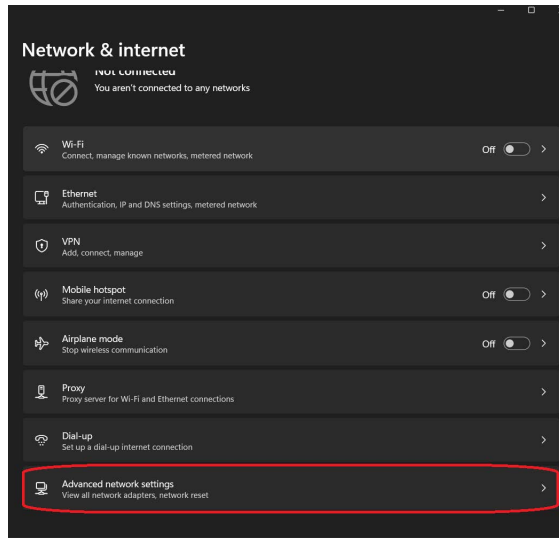 Network & internet
Not connected
You aren't connected to any networks
Wi-Fi
Off
Connect, manage known networks, metered network
Ethernet
Authentication, IP and DNS settings, metered network
VPN
Add, connect, manage
Mobile hotspot
Off
Share your internet connection
Airplane mode
Off
Stop wireless communication
Proxy
Proxy server for Wi-Fi and Ethernet connections
Dial-up
Set up a dial-up internet connection
Advanced network settings
View all network adapters, network reset